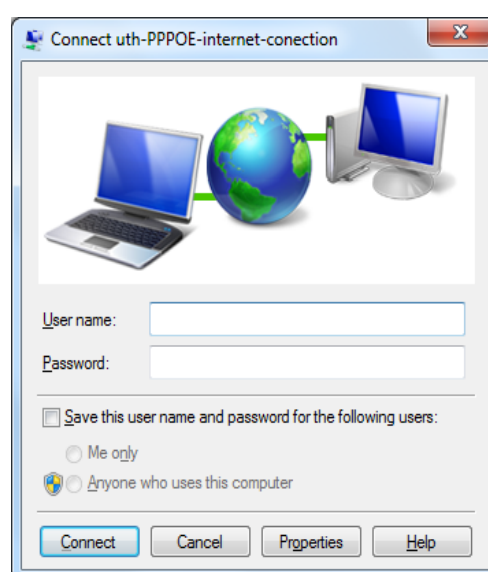 Connect uth-PPPOE-internet-conection
User name:
Password:
Save this user name and password for the following users:
Me only
Anyone who uses this computer
Connect Cancel Properties Help